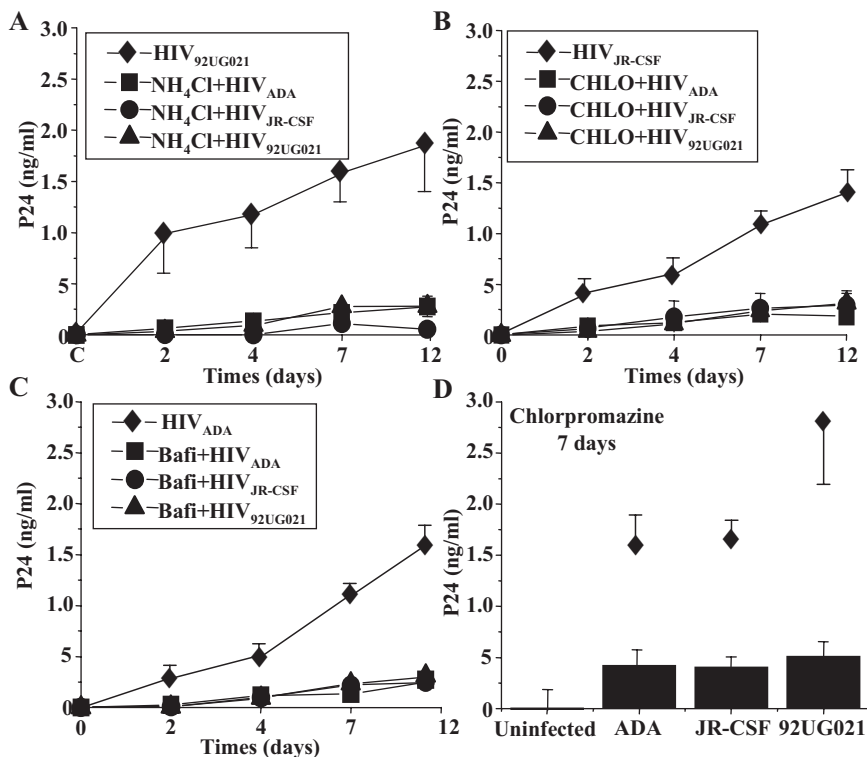 A
HIV92UG021
NH4Cl+HIVADA
NH4Cl+HIVJR-CSF
NH4Cl+HIV92UG021
P24 (ng/ml)
3.0
2.5
2.0
1.5
1.0
5
0
C 2 4 7 12
Times (days)
B
HIVJR-CSF
CHLO+HIVADA
CHLO+HIVJR-CSF
CHLO+HIV92UG021
P24 (ng/ml)
3.0
2.5
2.0
1.5
1.0
5
0
0 2 4 7 12
Times (days)
C
HIVADA
Bafi+HIVADA
Bafi+HIVJR-CSF
Bafi+HIV92UG021
P24 (ng/ml)
3.0
2.5
2.0
1.5
1.0
5
0
0 2 4 7 12
Times (days)
D
Chlorpromazine
7 days
P24 (ng/ml)
3.0
2.5
2.0
1.5
1.0
5
0
Uninfected ADA JR-CSF 92UG021